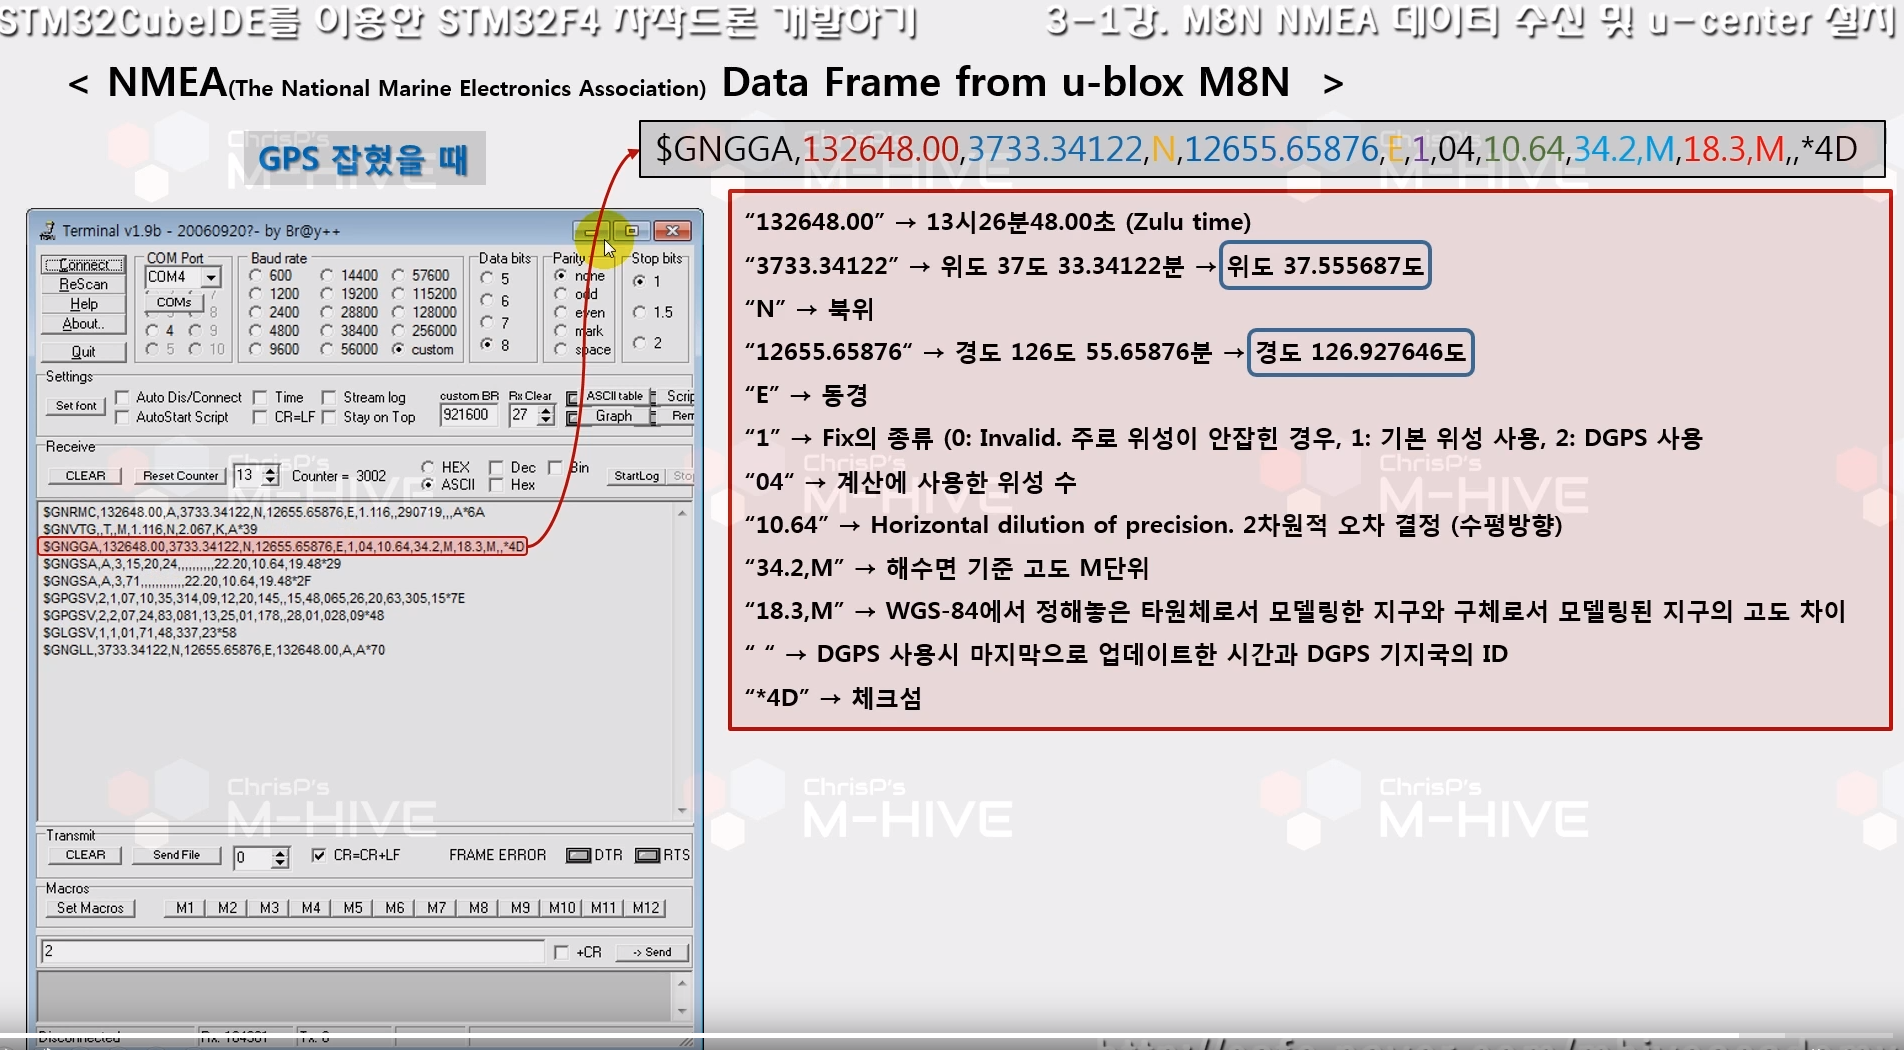 STM32CubeIDE를 이용한 STM32F4 자작드론 개발하기
3-1강. M8N NMEA 데이터 수신 및 u-center 설치
< NMEA(The National Marine Electronics Association) Data Frame from u-blox M8N >
GPS 잡혔을 때
$GNGGA,132648.00,3733.34122,N,12655.65876,E,1,04,10.64,34.2,M,18.3,M,,*4D
“132648.00” → 13시26분48.00초 (Zulu time)
“3733.34122” → 위도 37도 33.34122분 → 위도 37.555687도
“N” → 북위
“12655.65876“ → 경도 126도 55.65876분 → 경도 126.927646도
“E” → 동경
“1” → Fix의 종류 (0: Invalid. 주로 위성이 안잡힌 경우, 1: 기본 위성 사용, 2: DGPS 사용
“04“ → 계산에 사용한 위성 수
“10.64” → Horizontal dilution of precision. 2차원적 오차 결정 (수평방향)
“34.2,M” → 해수면 기준 고도 M단위
“18.3,M” → WGS-84에서 정해놓은 타원체로서 모델링한 지구와 구체로서 모델링된 지구의 고도 차이
“ “ → DGPS 사용시 마지막으로 업데이트한 시간과 DGPS 기지국의 ID
“*4D” → 체크섬
Terminal v1.9b - 20060920?- by Br@y++
Connect
ReScan
Help
About..
Quit
COM Port
COM4
COMs
8
4 9
5 10
Baud rate
600 14400 57600
1200 19200 115200
2400 28800 128000
4800 38400 256000
9600 56000 custom
Data bits
5
6
7
8
Parity
none
odd
even
mark
space
Stop bits
1
1.5
2
Settings
Set font
Auto Dis/Connect Time Stream log
AutoStart Script CR=LF Stay on Top
custom BR Rx Clear
921600 27
ASCII table Scrip
Graph Rem
Receive
CLEAR Reset Counter 13 Counter = 3002
HEX Dec Bin
ASCII Hex
StartLog Sto
$GNRMC,132648.00,A,3733.34122,N,12655.65876,E,1.116,,290719,,,A*6A
$GNVTG,,T,,M,1.116,N,2.067,K,A*39
$GNGGA,132648.00,3733.34122,N,12655.65876,E,1,04,10.64,34.2,M,18.3,M,,*4D
$GNGSA,A,3,15,20,24,,,,,,,,,,22.20,10.64,19.48*29
$GNGSA,A,3,71,,,,,,,,,,,,22.20,10.64,19.48*2F
$GPGSV,2,1,07,10,35,314,09,12,20,145,,15,48,065,26,20,63,305,15*7E
$GPGSV,2,2,07,24,83,081,13,25,01,178,,28,01,028,09*48
$GLGSV,1,1,01,71,48,337,23*58
$GNGLL,3733.34122,N,12655.65876,E,132648.00,A,A*70
Transmit
CLEAR Send File 0 CR=CR+LF FRAME ERROR DTR RTS
Macros
Set Macros M1 M2 M3 M4 M5 M6 M7 M8 M9 M10 M11 M12
2 +CR -> Send
Disconnected
ChrisP's
M-HIVE
ChrisP's
M-HIVE
ChrisP's
M-HIVE